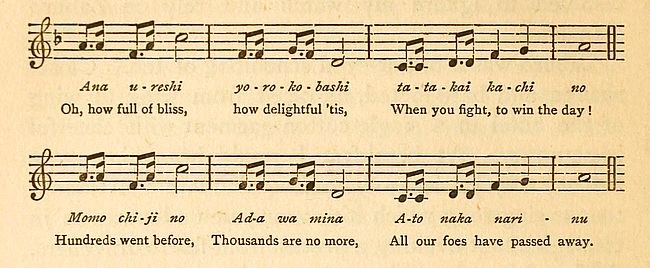 Ana u - reshi yo - ro - ko - bashi ta - ta - kai ka - chi no
Oh, how full of bliss, how delightful 'tis, When you fight, to win the day!
Momo chi-ji no Ad-a wa mina A-to naka nari - nu
Hundreds went before, Thousands are no more, All our foes have passed away.